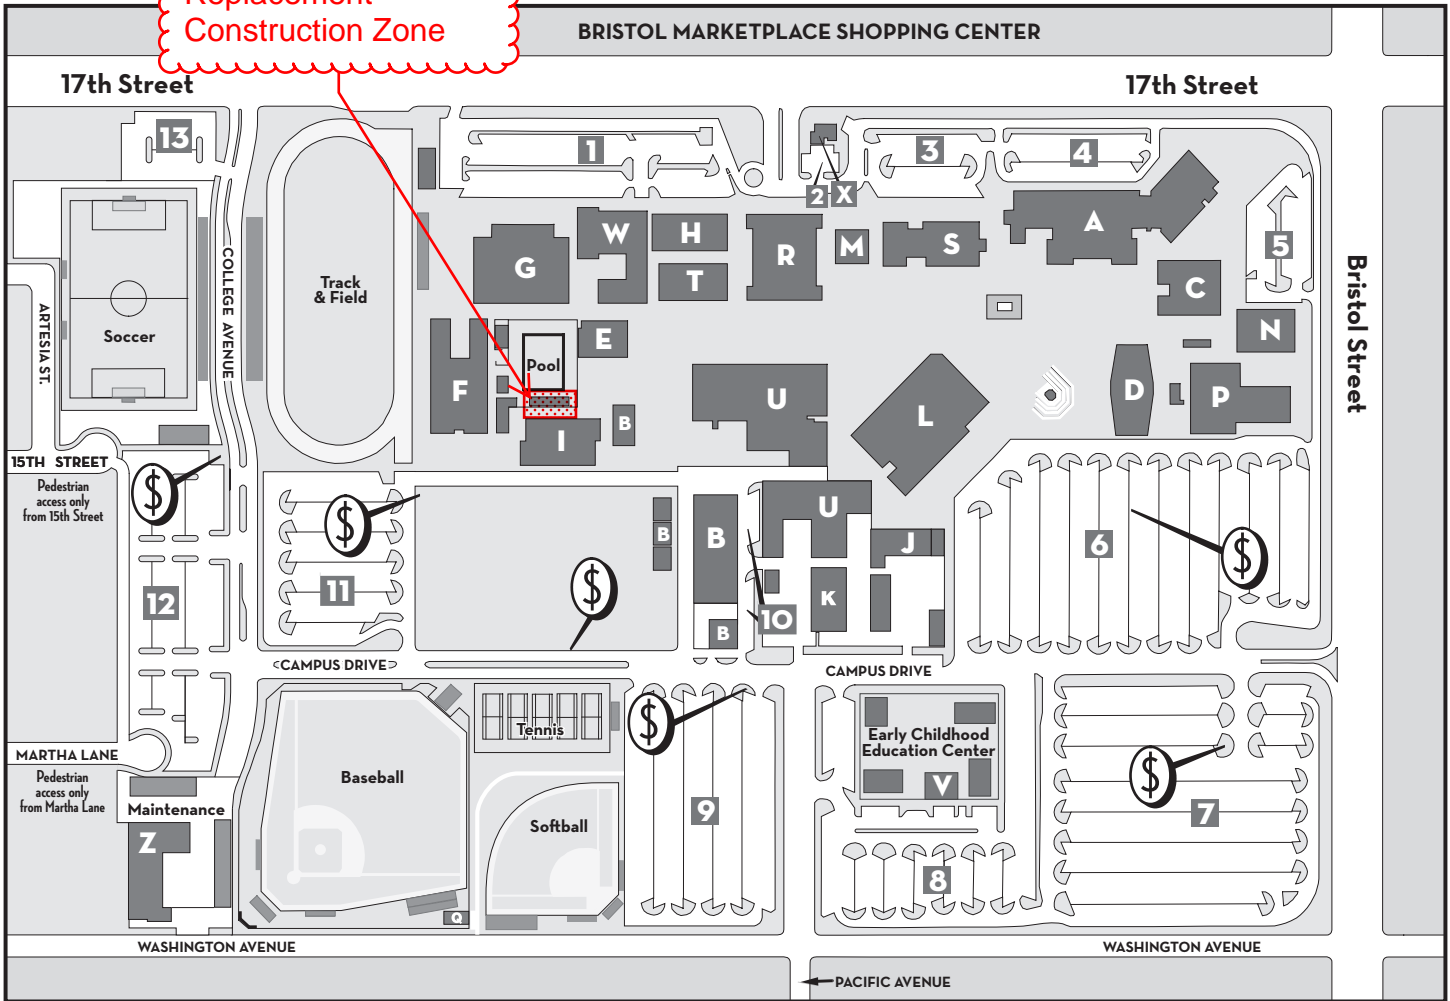 Replacement
Construction Zone
BRISTOL MARKETPLACE SHOPPING CENTER
17th Street
17th Street
13
1
3
4
2
X
5
W
H
T
G
R
M
S
A
C
N
COLLEGE AVENUE
Track
& Field
ARTESIA ST.
Soccer
Bristol Street
E
Pool
F
I
B
U
L
D
P
15TH STREET
Pedestrian
access only
from 15th Street
$
$
$
$
11
12
B
B
B
10
U
J
K
6
CAMPUS DRIVE
CAMPUS DRIVE
MARTHA LANE
Pedestrian
access only
from Martha Lane
Maintenance
Z
Baseball
Tennis
Softball
Q
$
9
Early Childhood
Education Center
V
8
$
7
WASHINGTON AVENUE
WASHINGTON AVENUE
PACIFIC AVENUE